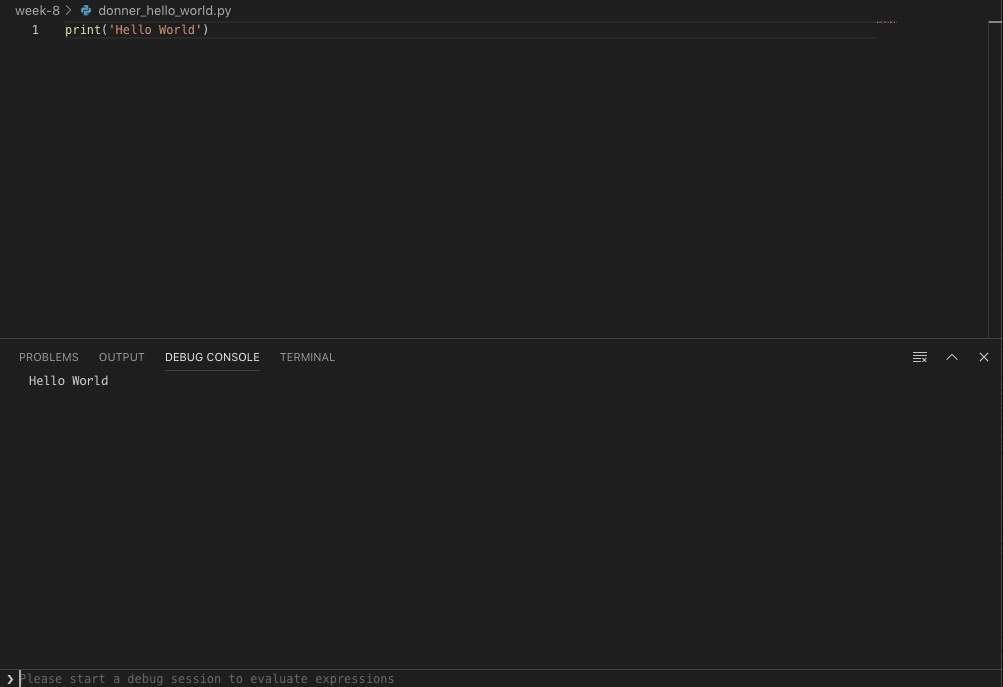 week-8 > donner_hello_world.py
1 print('Hello World')
PROBLEMS OUTPUT DEBUG CONSOLE TERMINAL
Hello World
❯ Please start a debug session to evaluate expressions